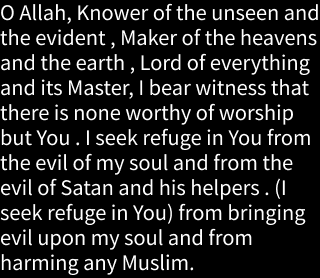 O Allah, Knower of the unseen and
the evident , Maker of the heavens
and the earth , Lord of everything
and its Master, I bear witness that
there is none worthy of worship
but You . I seek refuge in You from
the evil of my soul and from the
evil of Satan and his helpers . (I
seek refuge in You) from bringing
evil upon my soul and from
harming any Muslim.